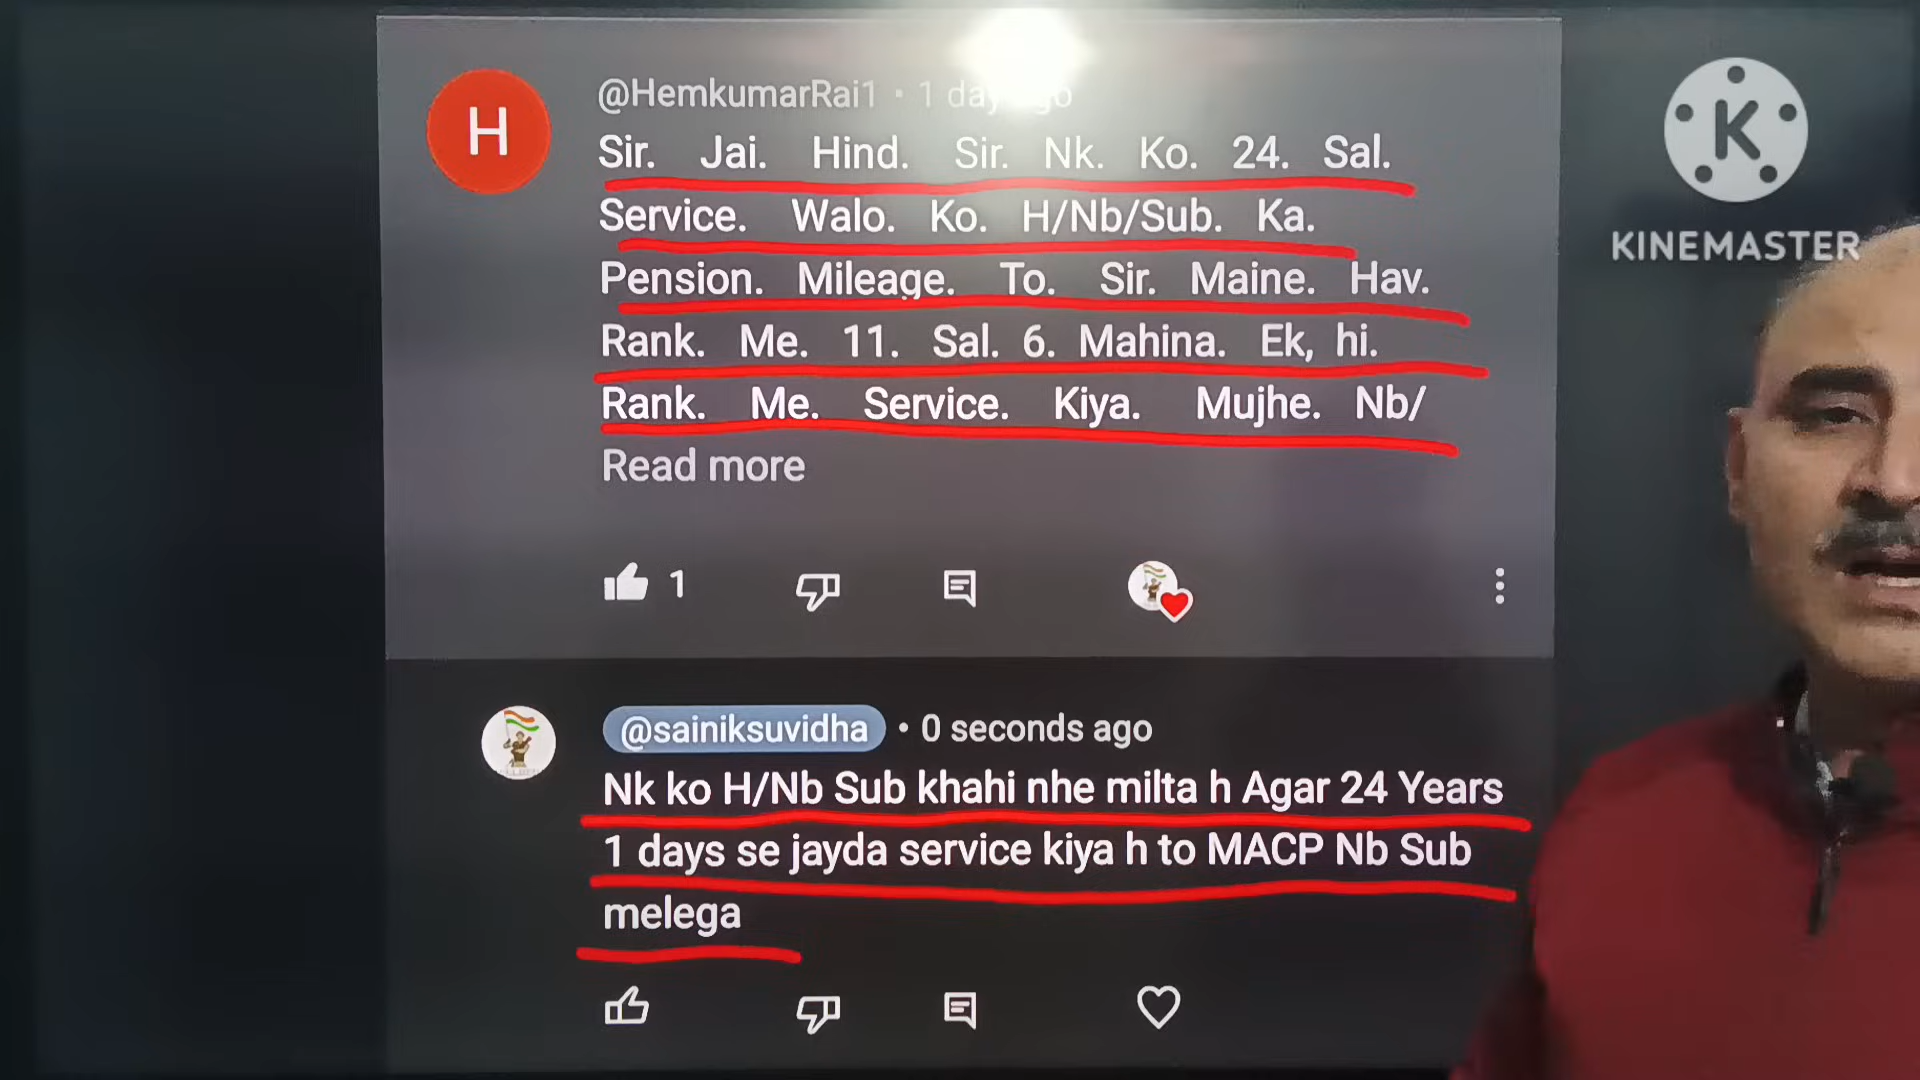 H
@HemkumarRai1 • 1 day ago
Sir. Jai. Hind. Sir. Nk. Ko. 24. Sal.
Service. Walo. Ko. H/Nb/Sub. Ka.
Pension. Mileage. To. Sir. Maine. Hav.
Rank. Me. 11. Sal. 6. Mahina. Ek, hi.
Rank. Me. Service. Kiya. Mujhe. Nb/
Read more
1
K
KINEMASTER
@sainiksuvidha • 0 seconds ago
Nk ko H/Nb Sub khahi nhe milta h Agar 24 Years
1 days se jayda service kiya h to MACP Nb Sub
melega